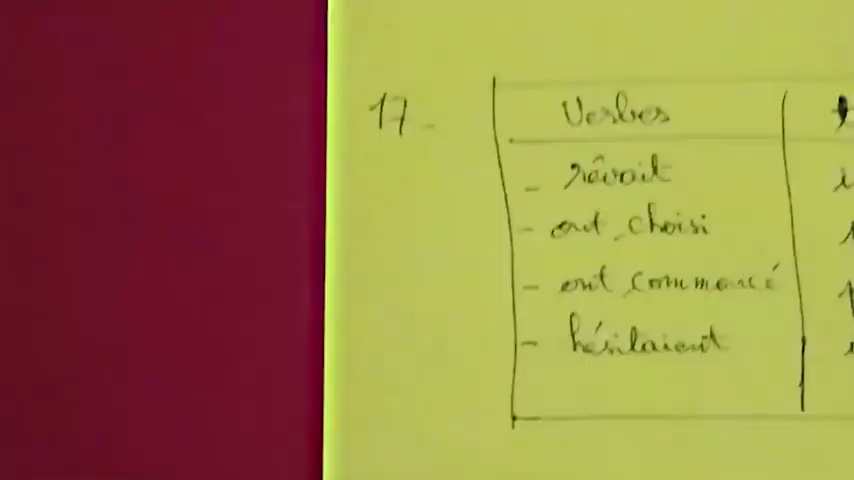 17-
Verbes
- rêvait
- ont choisi
- ont commencé
- hésitaient